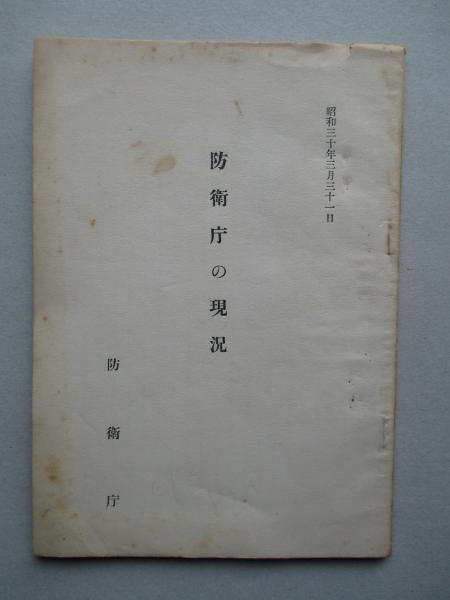 昭和三十年三月三十一日
防衛庁の現況
防衛庁